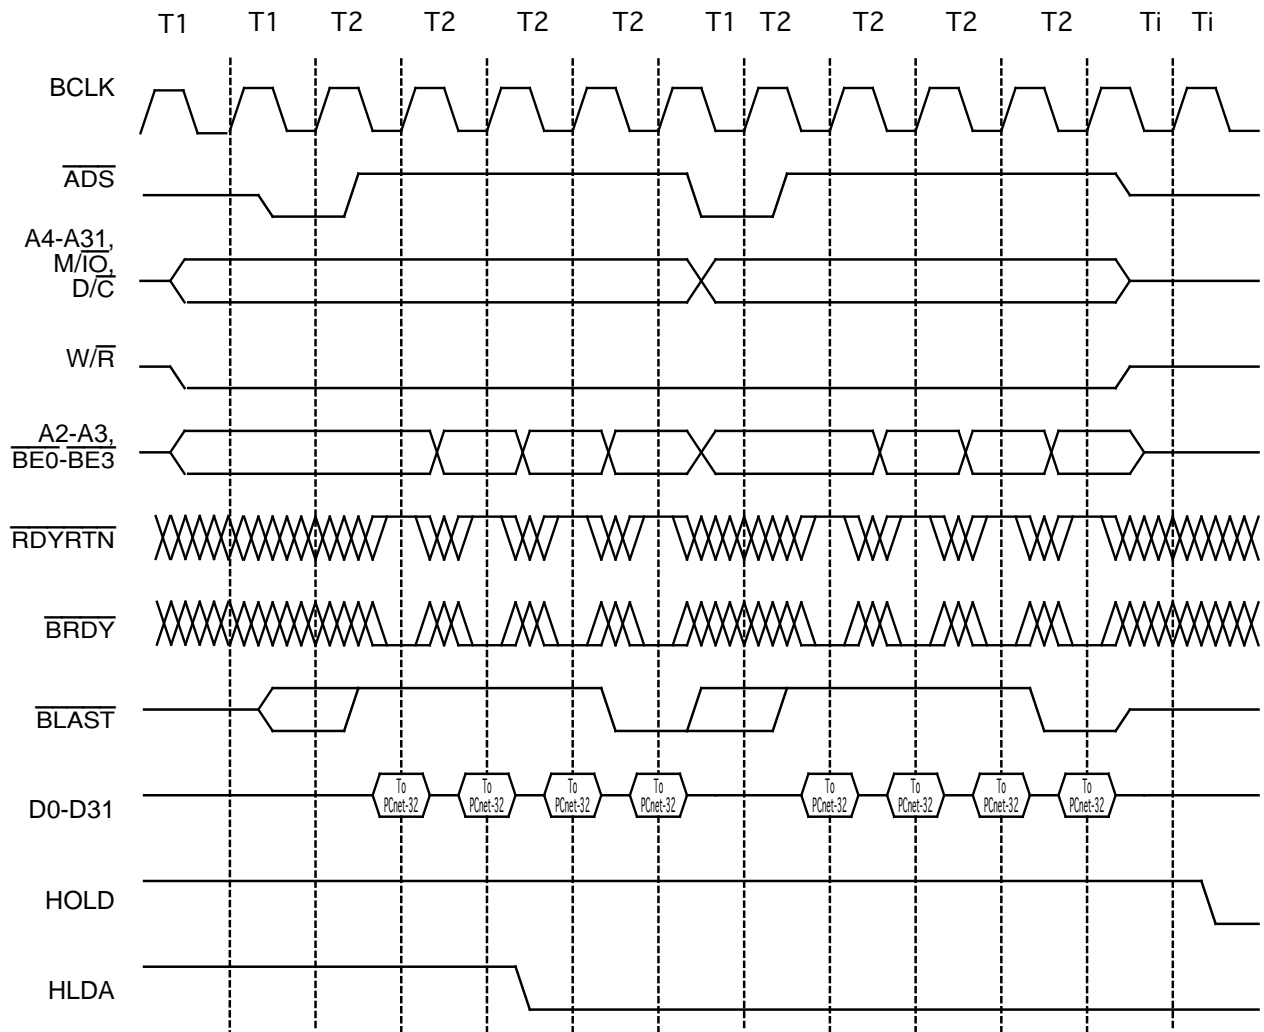 T1 T1 T2 T2 T2 T2 T1 T2 T2 T2 T2 Ti Ti
BCLK
ADS
A4-A31,
M/IO,
D/C
W/R
A2-A3,
BE0-BE3
RDYRTN
BRDY
BLAST
D0-D31
To
PCnet-32
To
PCnet-32
To
PCnet-32
To
PCnet-32
To
PCnet-32
To
PCnet-32
To
PCnet-32
To
PCnet-32
HOLD
HLDA